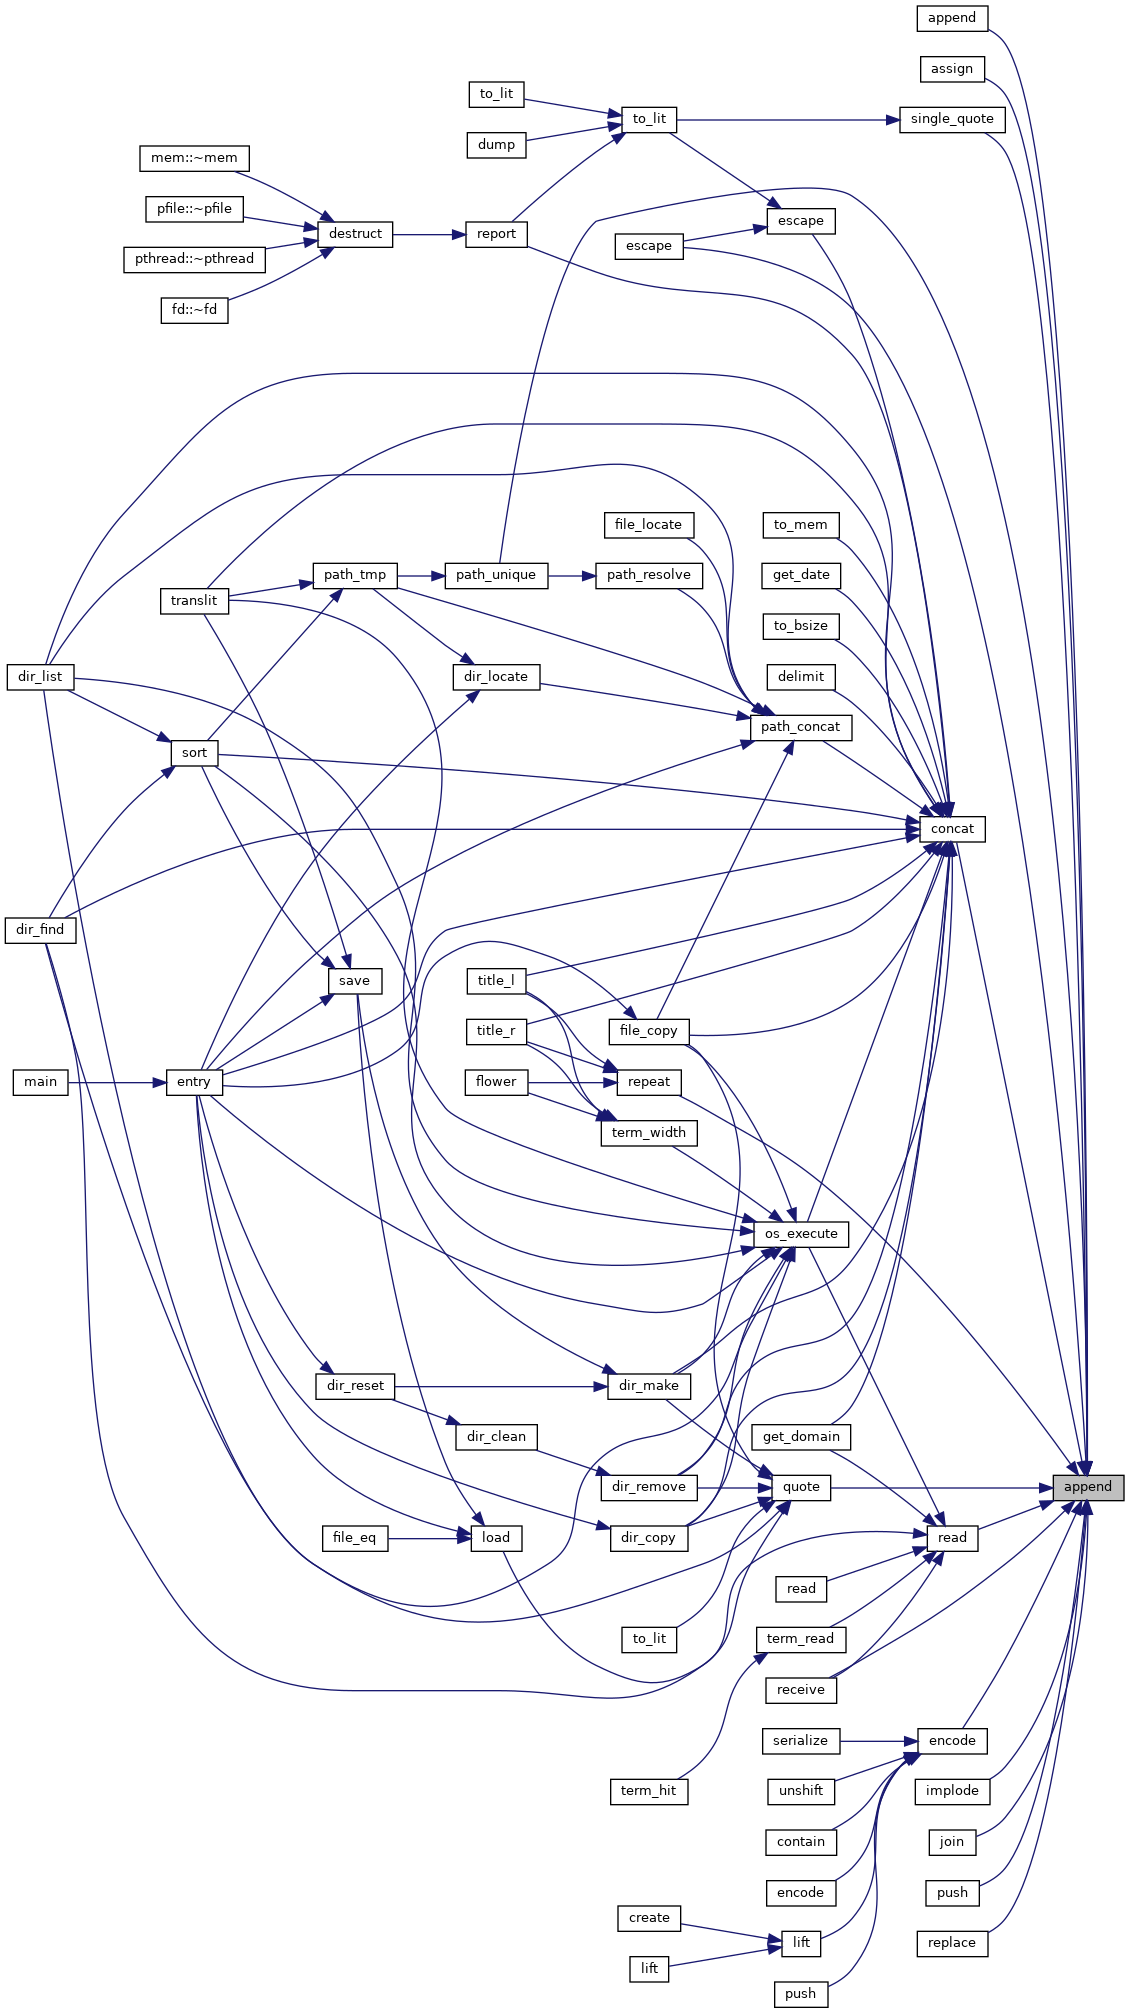 append
assign
to_lit
to_lit
single_quote
dump
mem::~mem
pfile::~pfile
escape
destruct
report
escape
pthread::~pthread
fd::~fd
file_locate
to_mem
path_tmp
path_unique
path_resolve
get_date
translit
to_bsize
dir_list
dir_locate
delimit
path_concat
sort
concat
dir_find
save
title_l
title_r
file_copy
main
entry
flower
repeat
term_width
os_execute
dir_reset
dir_make
dir_clean
get_domain
dir_remove
quote
append
file_eq
load
dir_copy
read
read
to_lit
term_read
receive
serialize
encode
term_hit
unshift
implode
contain
join
encode
push
create
lift
replace
lift
push